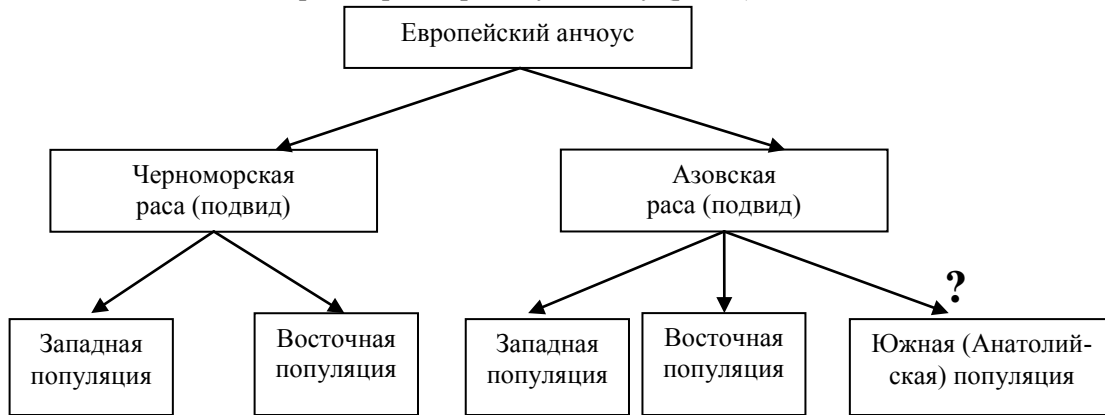 Европейский анчоус
Черноморская
раса (подвид)
Азовская
раса (подвид)
?
Западная
популяция
Восточная
популяция
Западная
популяция
Восточная
популяция
Южная (Анатолий-
ская) популяция